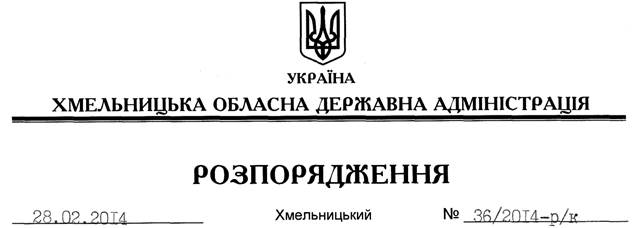 УКРАЇНА
ХМЕЛЬНИЦЬКА ОБЛАСНА ДЕРЖАВНА АДМІНІСТРАЦІЯ
РОЗПОРЯДЖЕННЯ
28.02.2014 Хмельницький № 36/2014-р/к